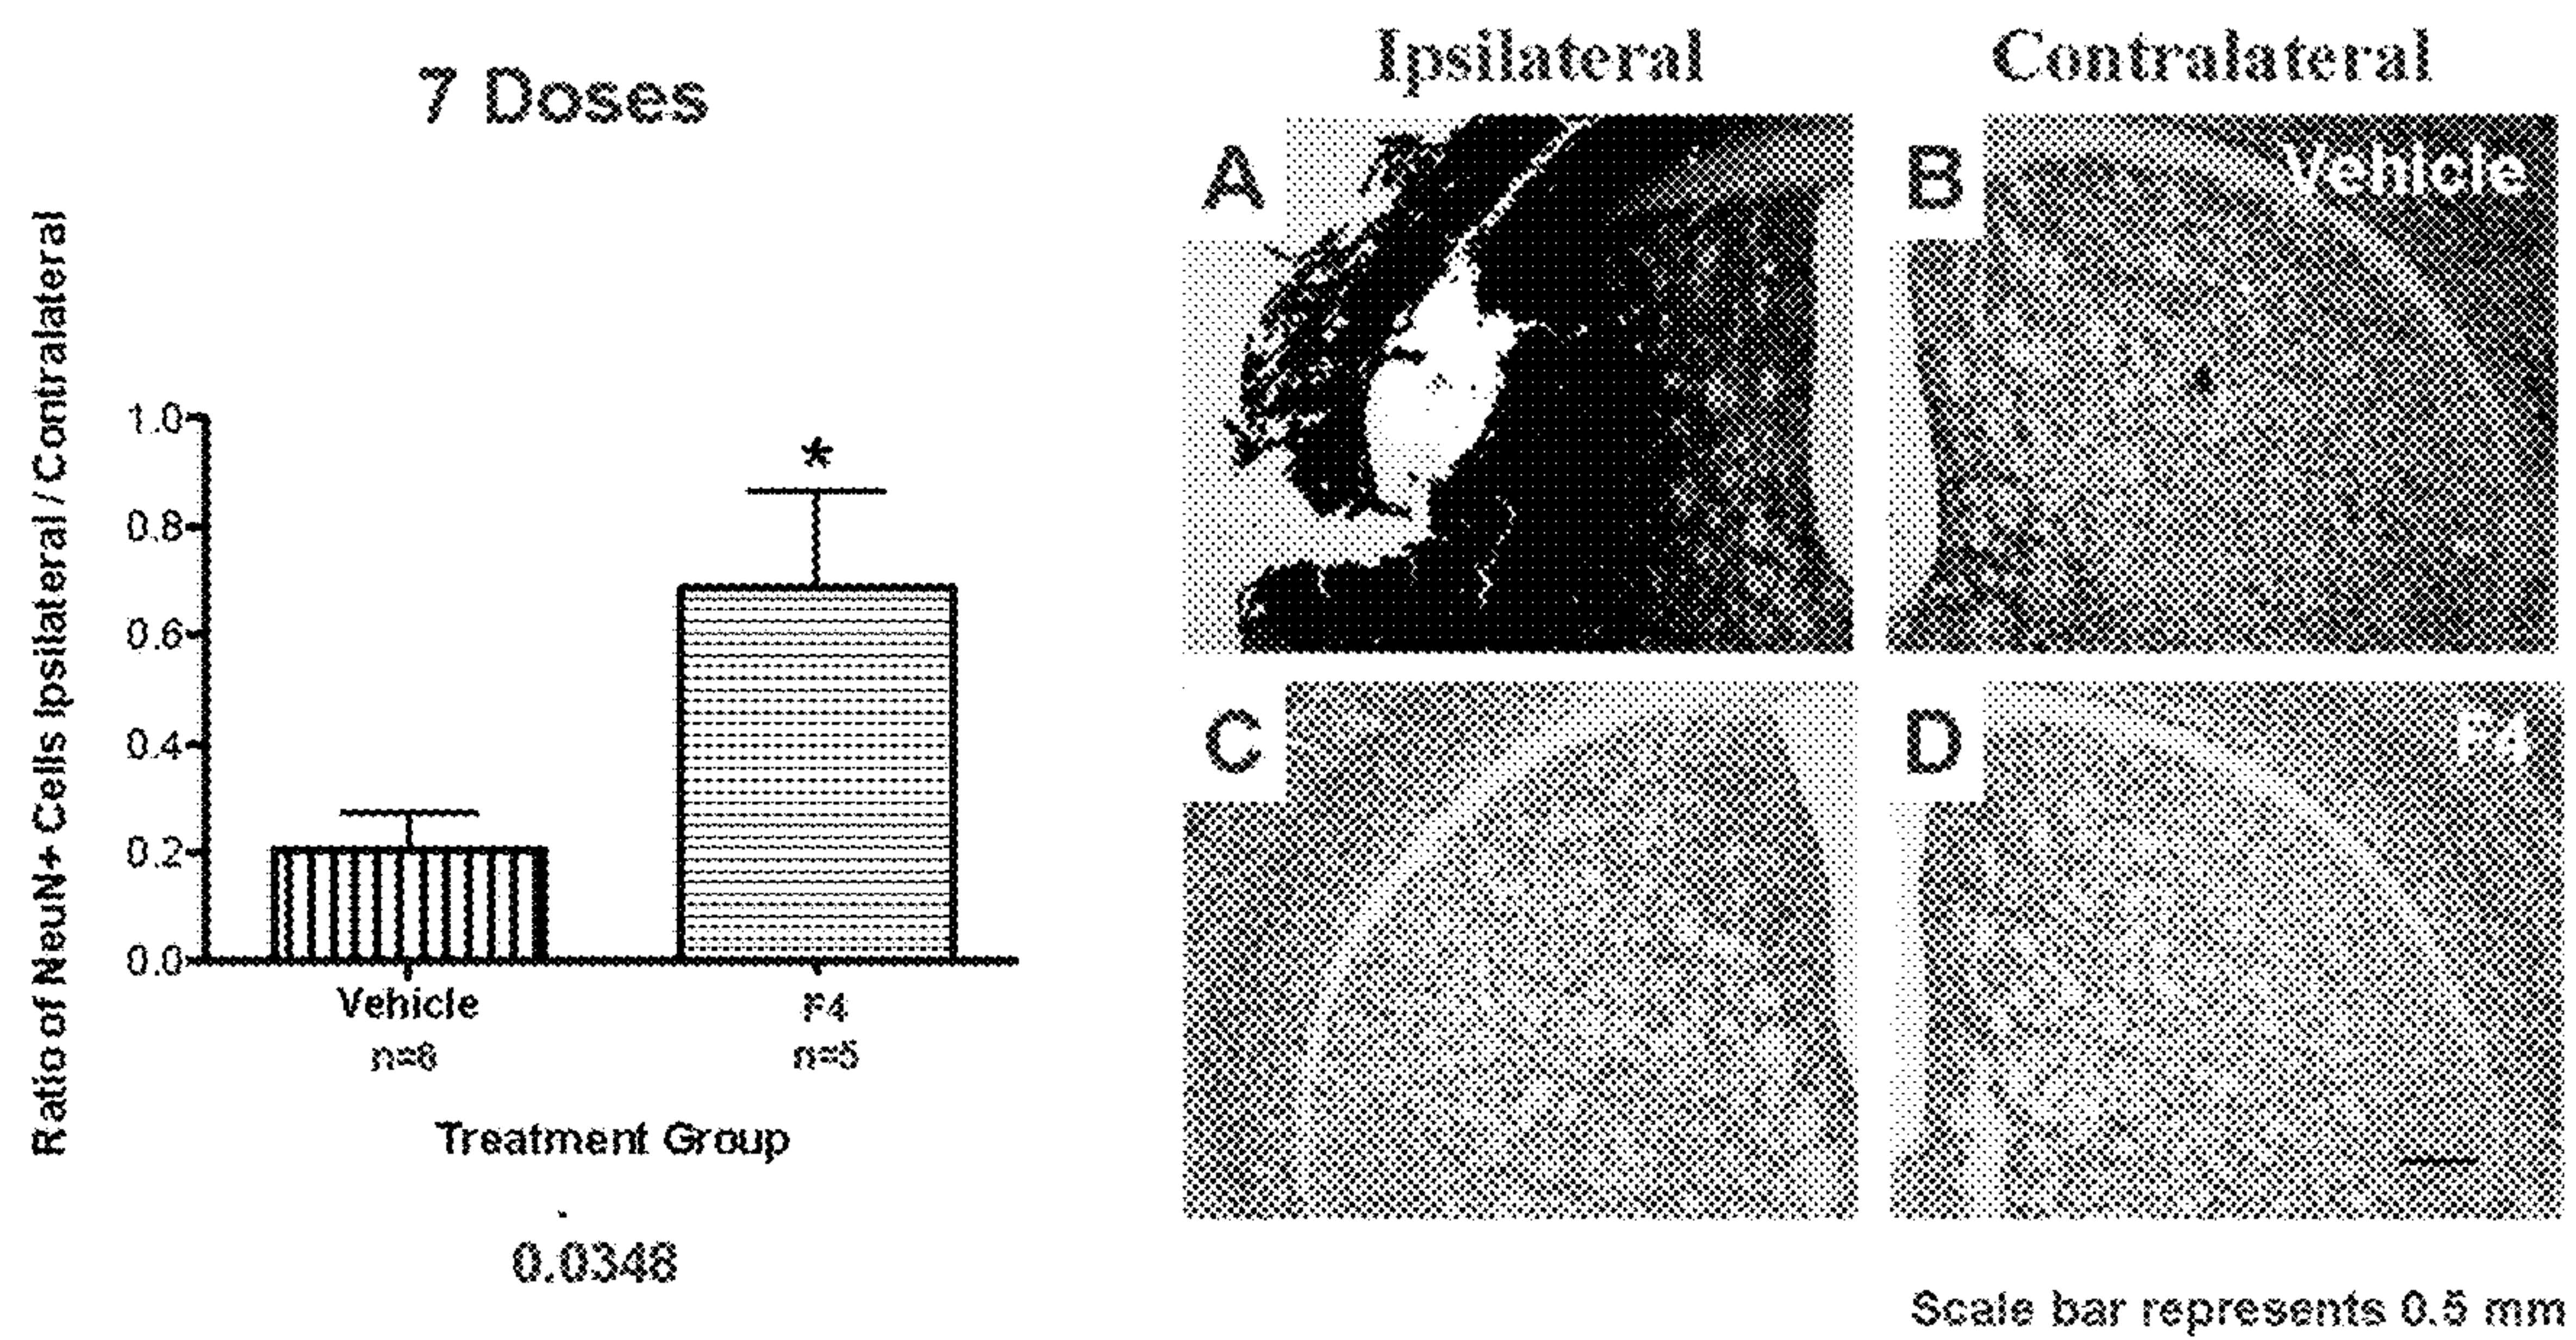 7 Doses
Ratio of NeuN+ Cells Ipsilateral / Contralateral
1.0
0.8
0.6
0.4
0.2
0.0
*
Vehicle
F4
n=6
n=5
Treatment Group
0.0348
Ipsilateral
Contralateral
A
B
Vehicle
C
D
F4
Scale bar represents 0.5 mm